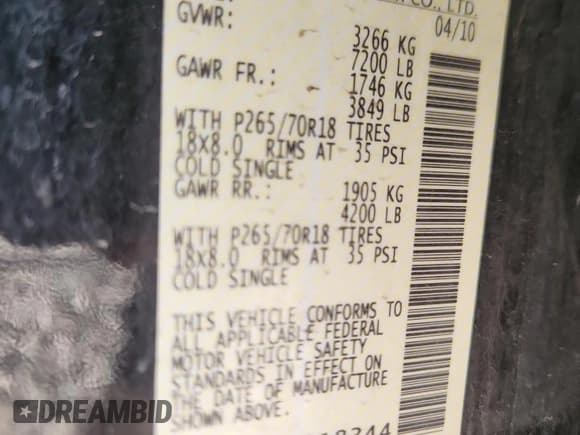 CO., LTD.
04/10
GVWR:
3266 KG
7200 LB
GAWR FR.:
1746 KG
3849 LB
WITH P265/70R18 TIRES
18X8.0 RIMS AT 35 PSI
COLD SINGLE
GAWR RR.:
1905 KG
4200 LB
WITH P265/70R18 TIRES
18X8.0 RIMS AT 35 PSI
COLD SINGLE
THIS VEHICLE CONFORMS TO
ALL APPLICABLE FEDERAL
MOTOR VEHICLE SAFETY
STANDARDS IN EFFECT ON
THE DATE OF MANUFACTURE
SHOWN ABOVE.
DREAMBID